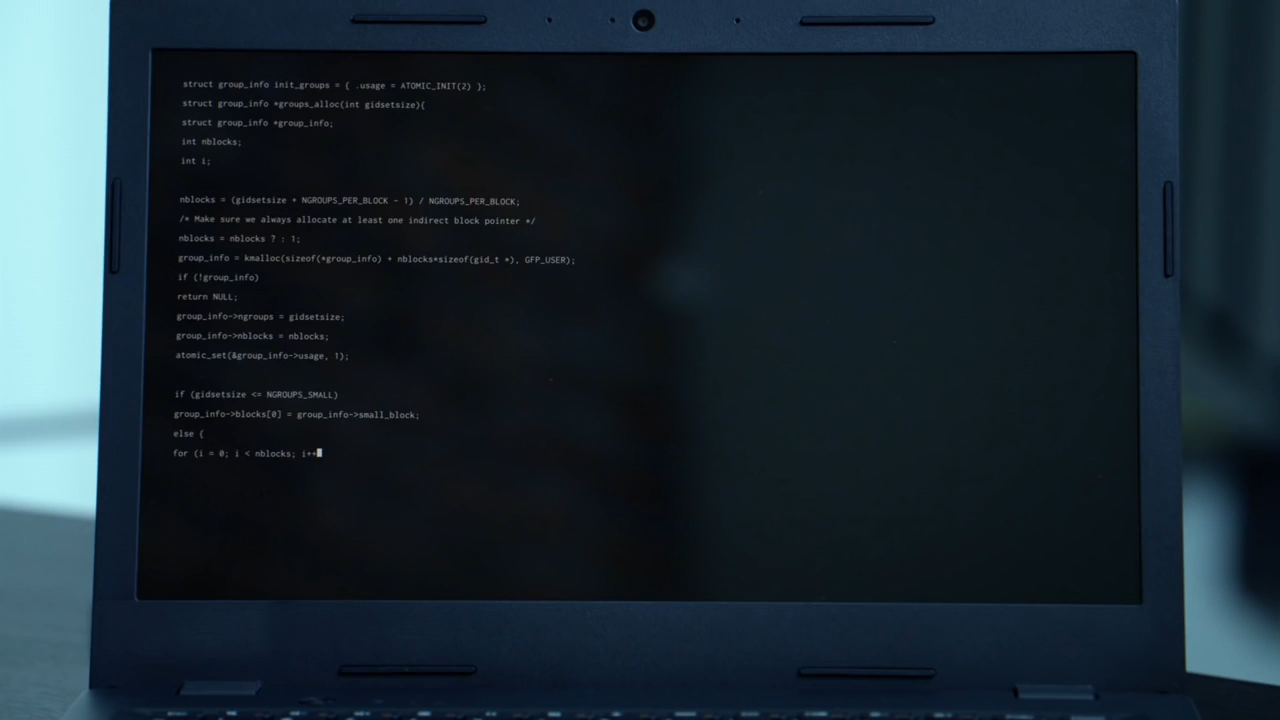 struct group_info init_groups = { .usage = ATOMIC_INIT(2) };
struct group_info *groups_alloc(int gidsetsize){
struct group_info *group_info;
int nblocks;
int i;
nblocks = (gidsetsize + NGROUPS_PER_BLOCK - 1) / NGROUPS_PER_BLOCK;
/* Make sure we always allocate at least one indirect block pointer */
nblocks = nblocks ? : 1;
group_info = kmalloc(sizeof(*group_info) + nblocks*sizeof(gid_t *), GFP_USER);
if (!group_info)
return NULL;
group_info->ngroups = gidsetsize;
group_info->nblocks = nblocks;
atomic_set(&group_info->usage, 1);
if (gidsetsize <= NGROUPS_SMALL)
group_info->blocks[0] = group_info->small_block;
else {
for (i = 0; i < nblocks; i++